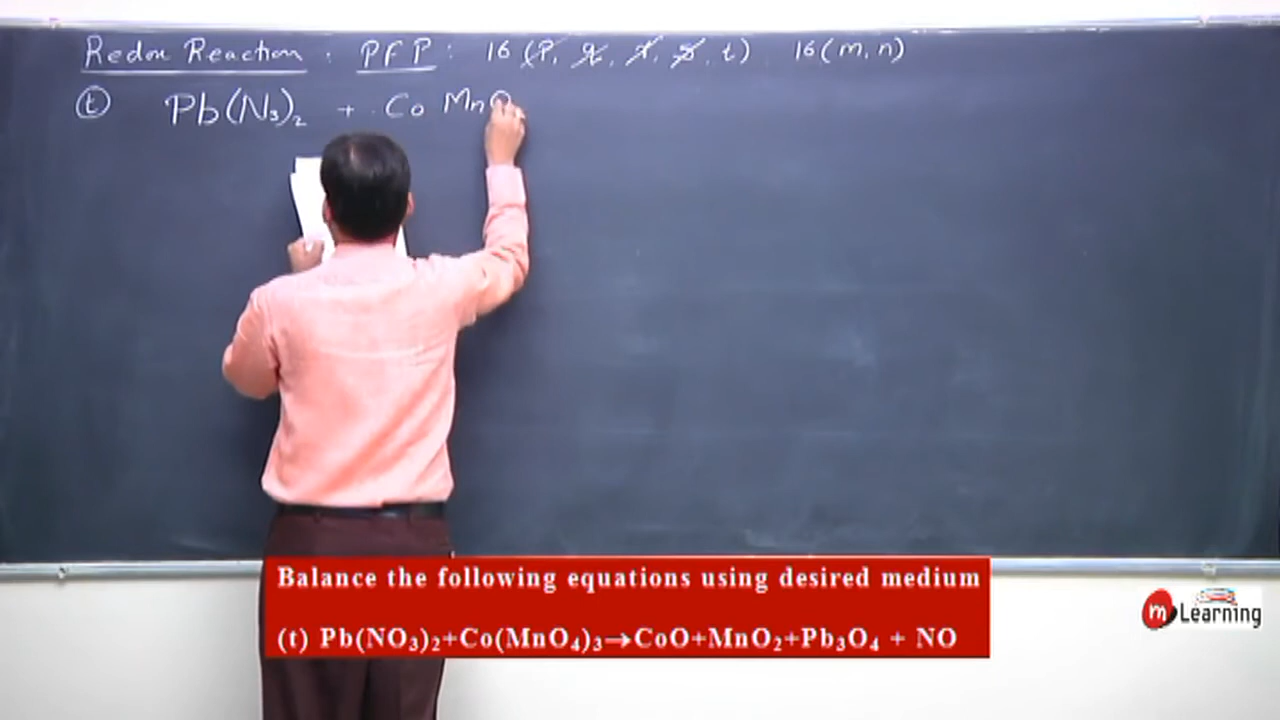 Redox Reaction : PfP : 16 (p, q, r, s, t) 16(m, n)
(t) Pb(N₃)₂ + Co MnO
Balance the following equations using desired medium
(t) Pb(NO₃)₂+Co(MnO₄)₃→CoO+MnO₂+Pb₃O₄ + NO
m Learning